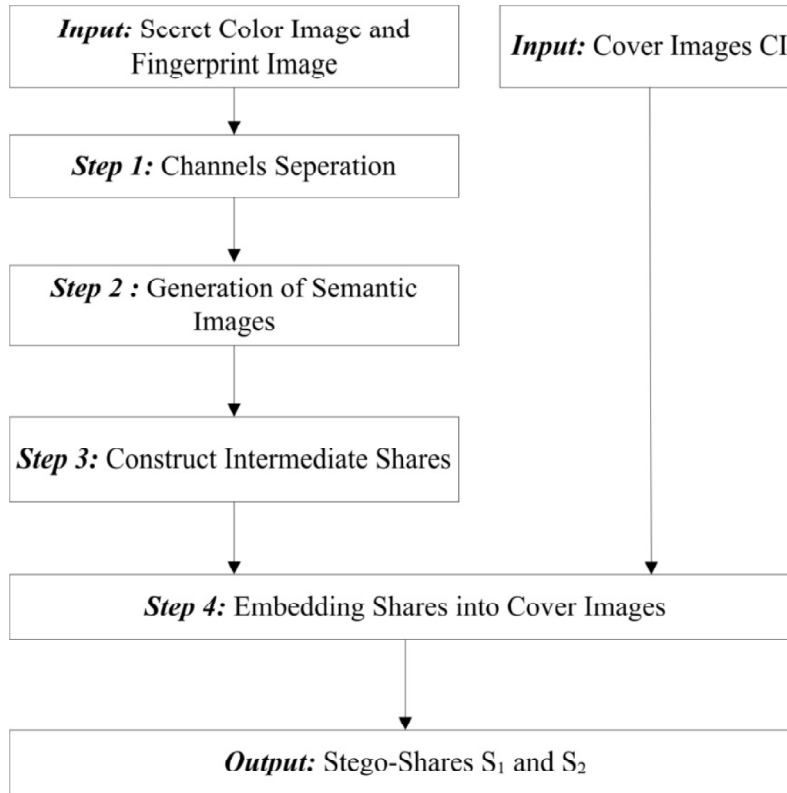 Input: Secret Color Image and
Fingerprint Image
Input: Cover Images CI
Step 1: Channels Seperation
Step 2 : Generation of Semantic
Images
Step 3: Construct Intermediate Shares
Step 4: Embedding Shares into Cover Images
Output: Stego-Shares S₁ and S₂